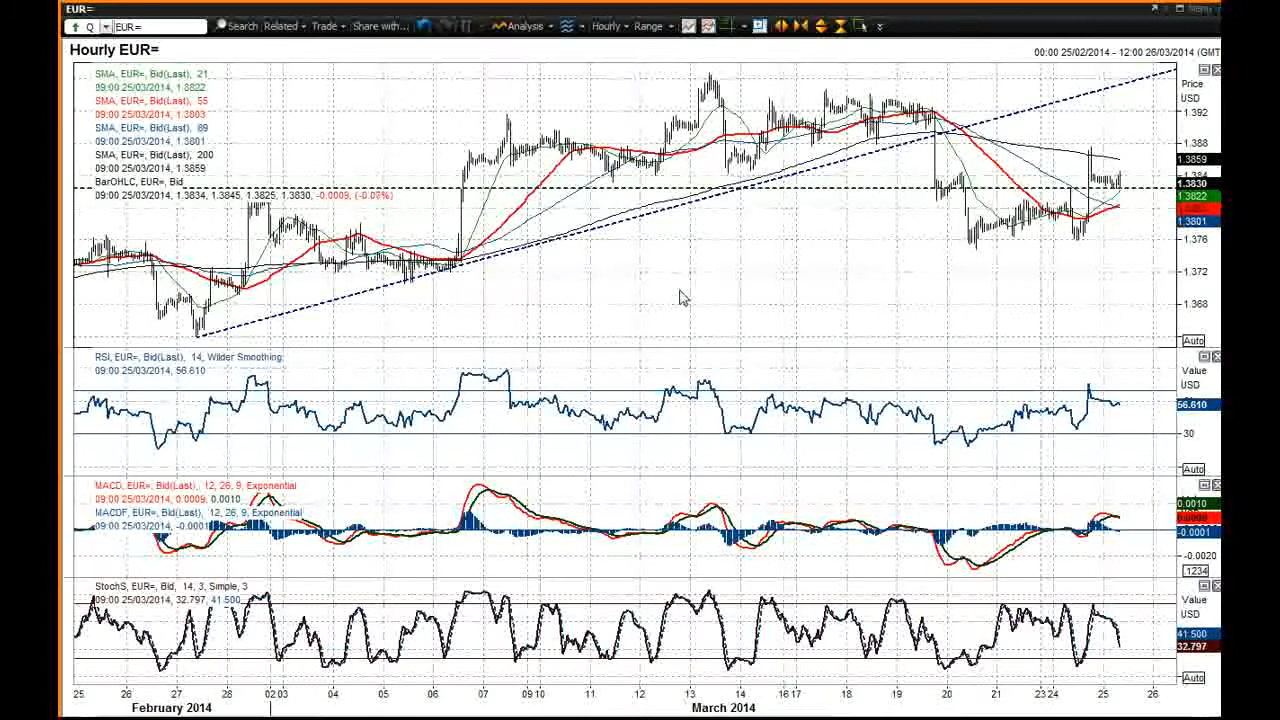 EUR=
Q EUR= Search Related Trade Share with... Analysis Hourly Range
Hourly EUR=
00:00 25/02/2014 - 12:00 26/03/2014 (GMT
SMA, EUR=, Bid(Last), 21
09:00 25/03/2014, 1.3822
SMA, EUR=, Bid(Last), 55
09:00 25/03/2014, 1.3803
SMA, EUR=, Bid(Last), 89
09:00 25/03/2014, 1.3801
SMA, EUR=, Bid(Last), 200
09:00 25/03/2014, 1.3859
BarOHLC, EUR=, Bid
09:00 25/03/2014, 1.3834, 1.3845, 1.3825, 1.3830, -0.0009, (-0.07%)
Price
USD
1.392
1.388
1.3859
1.384
1.3830
1.3822
1.3801
1.376
1.372
1.368
Auto
RSI, EUR=, Bid(Last), 14, Wilder Smoothing
09:00 25/03/2014, 56.610
Value
USD
56.610
30
Auto
MACD, EUR=, Bid(Last), 12, 26, 9, Exponential
09:00 25/03/2014, 0.0009, 0.0010
MACDF, EUR=, Bid(Last), 12, 26, 9, Exponential
09:00 25/03/2014, -0.0001
0.0010
-0.0001
-0.0020
1234
StochS, EUR=, Bid, 14, 3, Simple, 3
09:00 25/03/2014, 32.797, 41.500
Value
USD
41.500
32.797
Auto
25 26 27 28 02 03 04 05 06 07 09 10 11 12 13 14 16 17 18 19 20 21 23 24 25 26
February 2014 March 2014